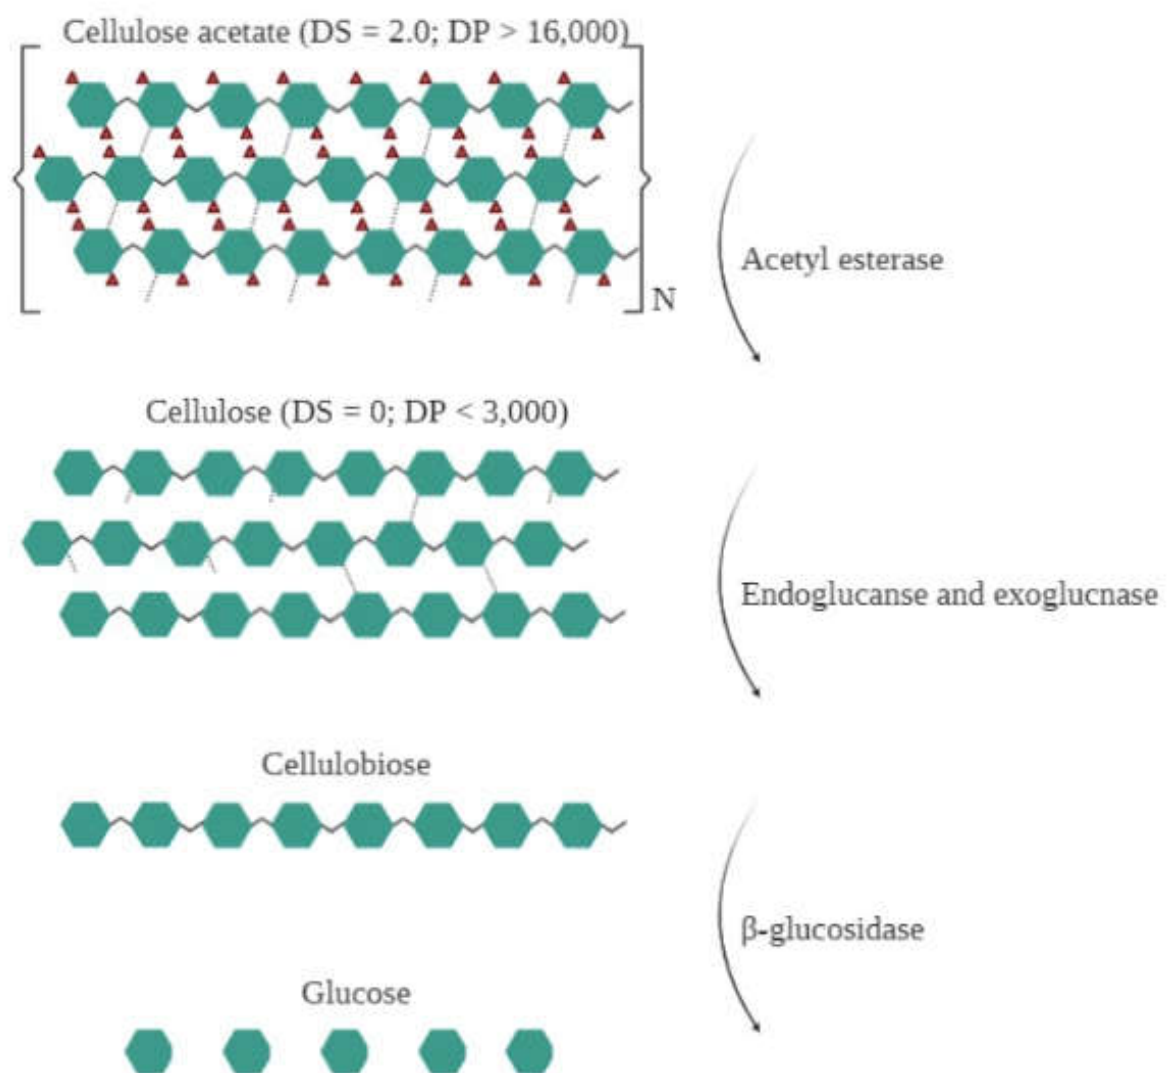 Cellulose acetate (DS = 2.0; DP > 16,000)
N
Acetyl esterase
Cellulose (DS = 0; DP < 3,000)
Endoglucanse and exoglucnase
Cellulobiose
β-glucosidase
Glucose